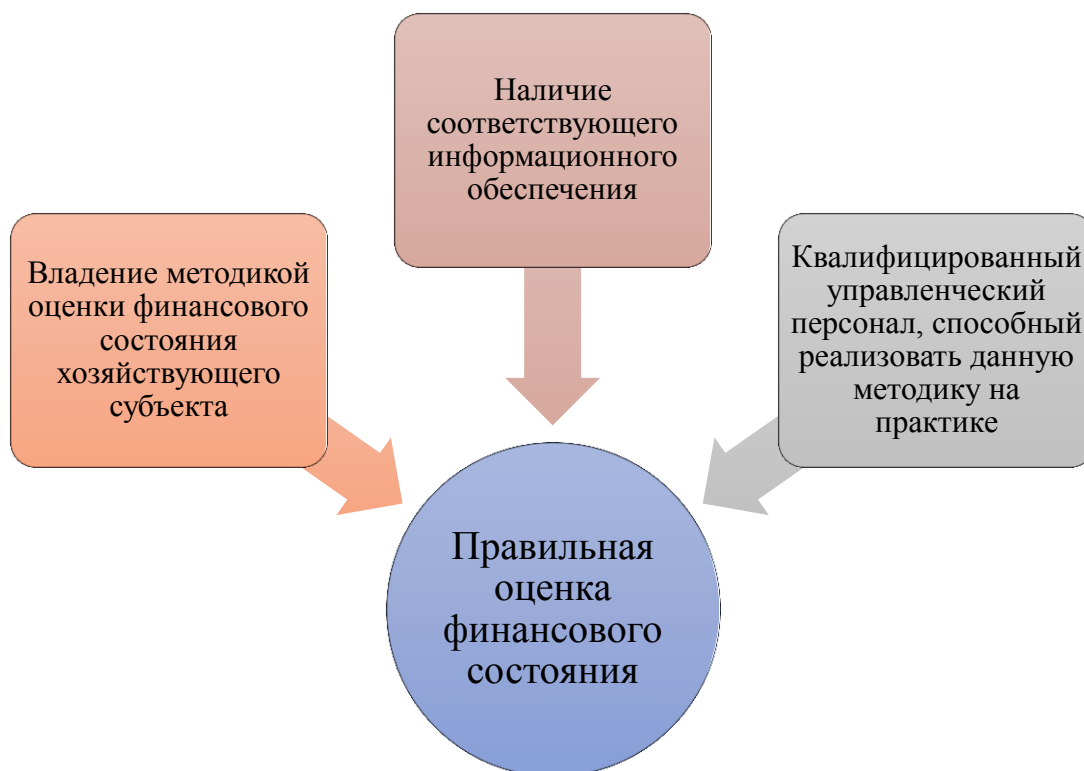 Наличие
соответствующего
информационного
обеспечения
Владение методикой
оценки финансового
состояния
хозяйствующего
субъекта
Квалифицированный
управленческий
персонал, способный
реализовать данную
методику на
практике
Правильная
оценка
финансового
состояния